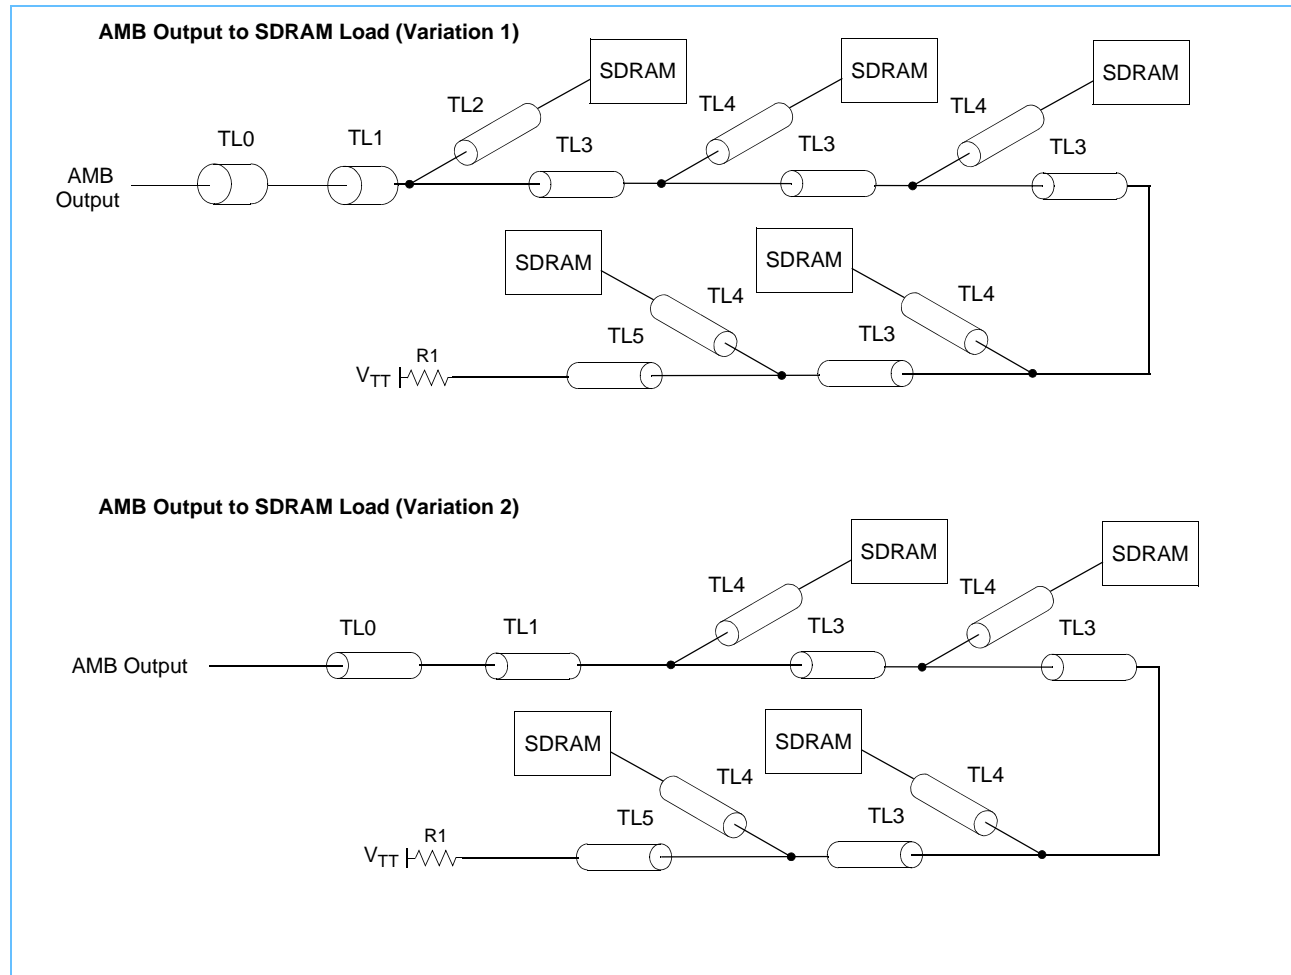 AMB Output to SDRAM Load (Variation 1)
SDRAM
SDRAM
SDRAM
TL2
TL4
TL4
TL0
TL1
TL3
TL3
TL3
AMB
Output
SDRAM
SDRAM
TL4
TL4
TL5
TL3
R1
VTT
AMB Output to SDRAM Load (Variation 2)
SDRAM
SDRAM
TL4
TL4
TL0
TL1
TL3
TL3
AMB Output
SDRAM
SDRAM
TL4
TL4
TL5
TL3
R1
VTT